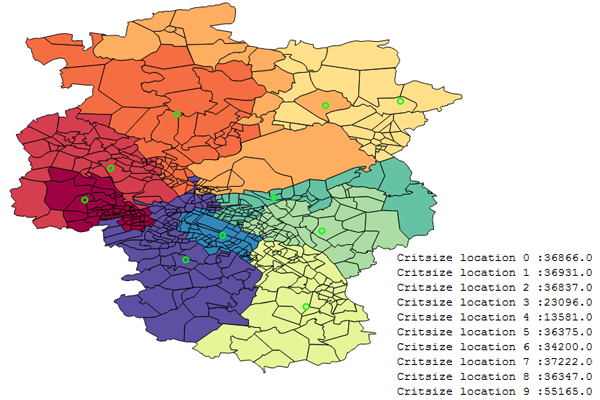 Critsize location 0 :36866.0
Critsize location 1 :36931.0
Critsize location 2 :36837.0
Critsize location 3 :23096.0
Critsize location 4 :13581.0
Critsize location 5 :36375.0
Critsize location 6 :34200.0
Critsize location 7 :37222.0
Critsize location 8 :36347.0
Critsize location 9 :55165.0